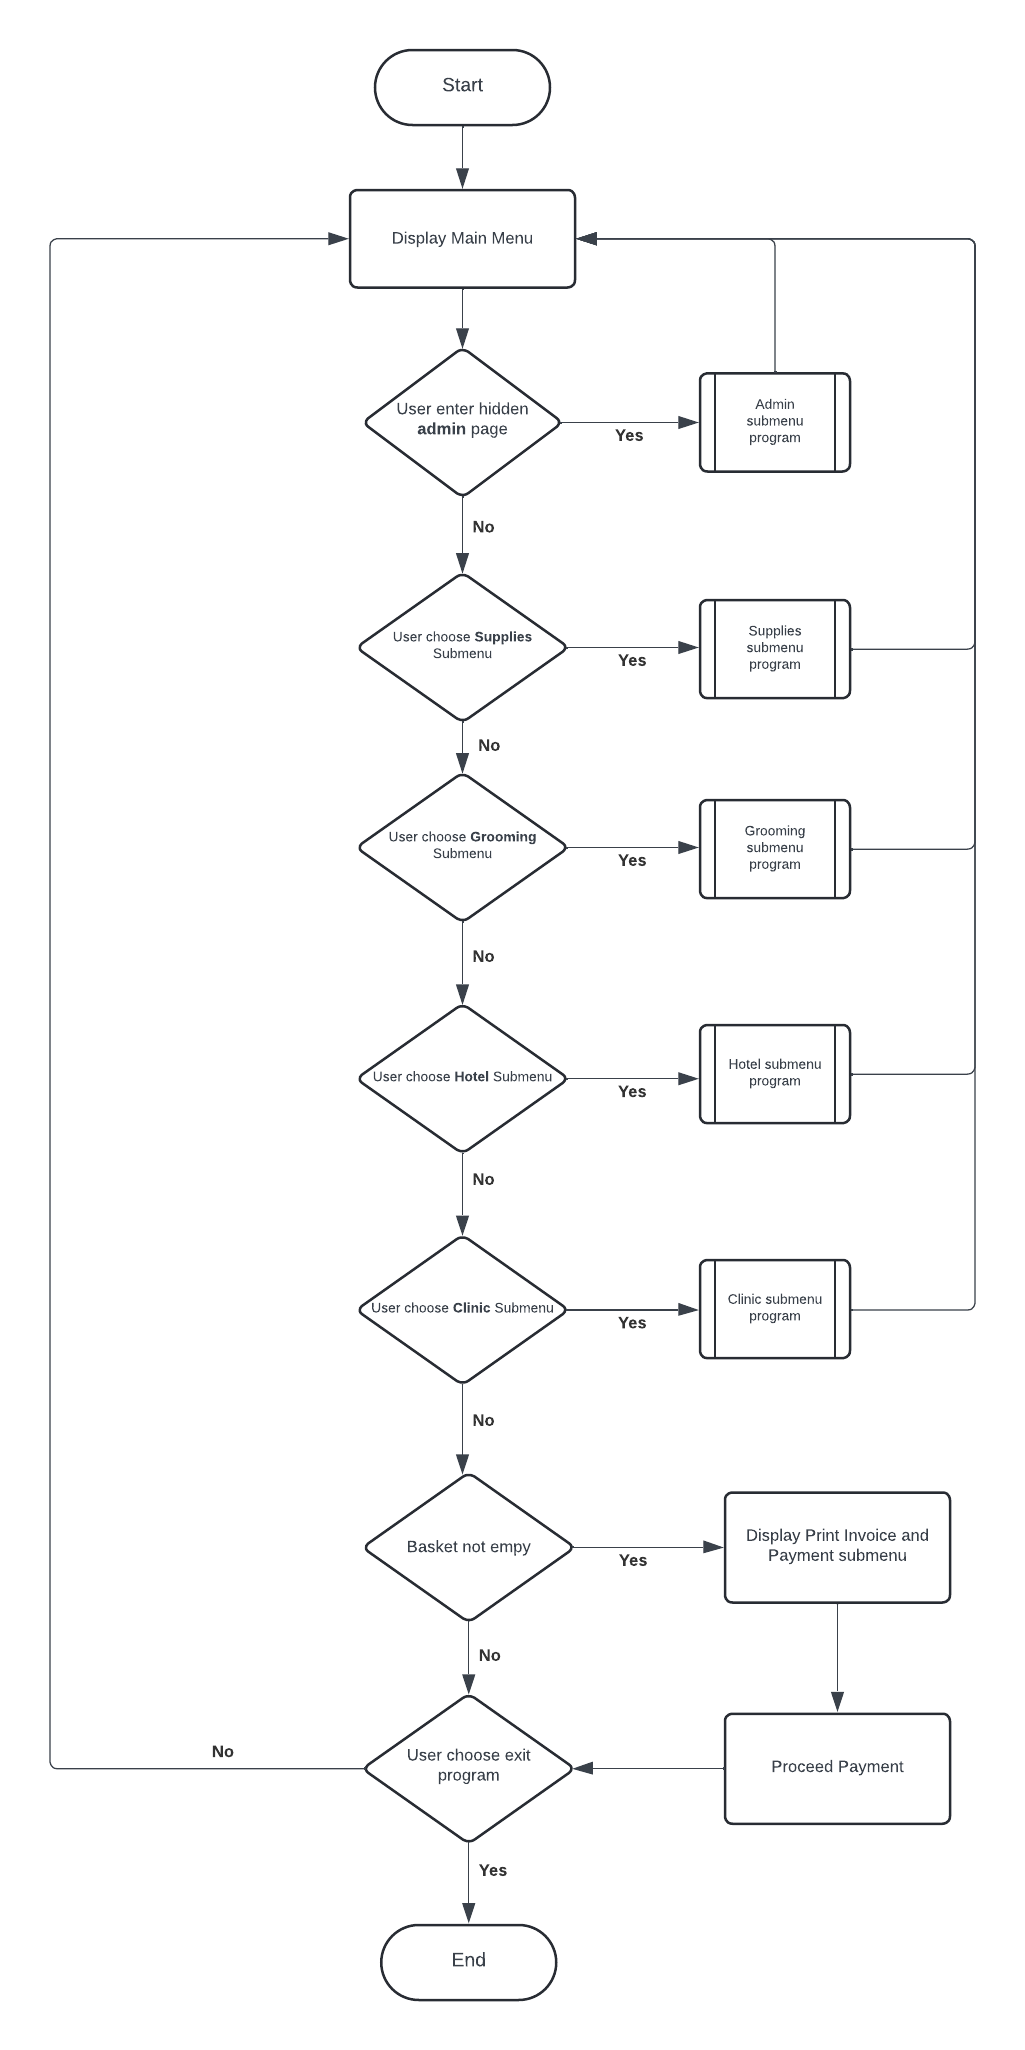 Start
Display Main Menu
User enter hidden
admin page
Yes
Admin
submenu
program
No
User choose Supplies
Submenu
Yes
Supplies
submenu
program
No
User choose Grooming
Submenu
Yes
Grooming
submenu
program
No
User choose Hotel Submenu
Yes
Hotel submenu
program
No
User choose Clinic Submenu
Yes
Clinic submenu
program
No
Basket not empy
Yes
Display Print Invoice and
Payment submenu
No
User choose exit
program
No
Proceed Payment
Yes
End